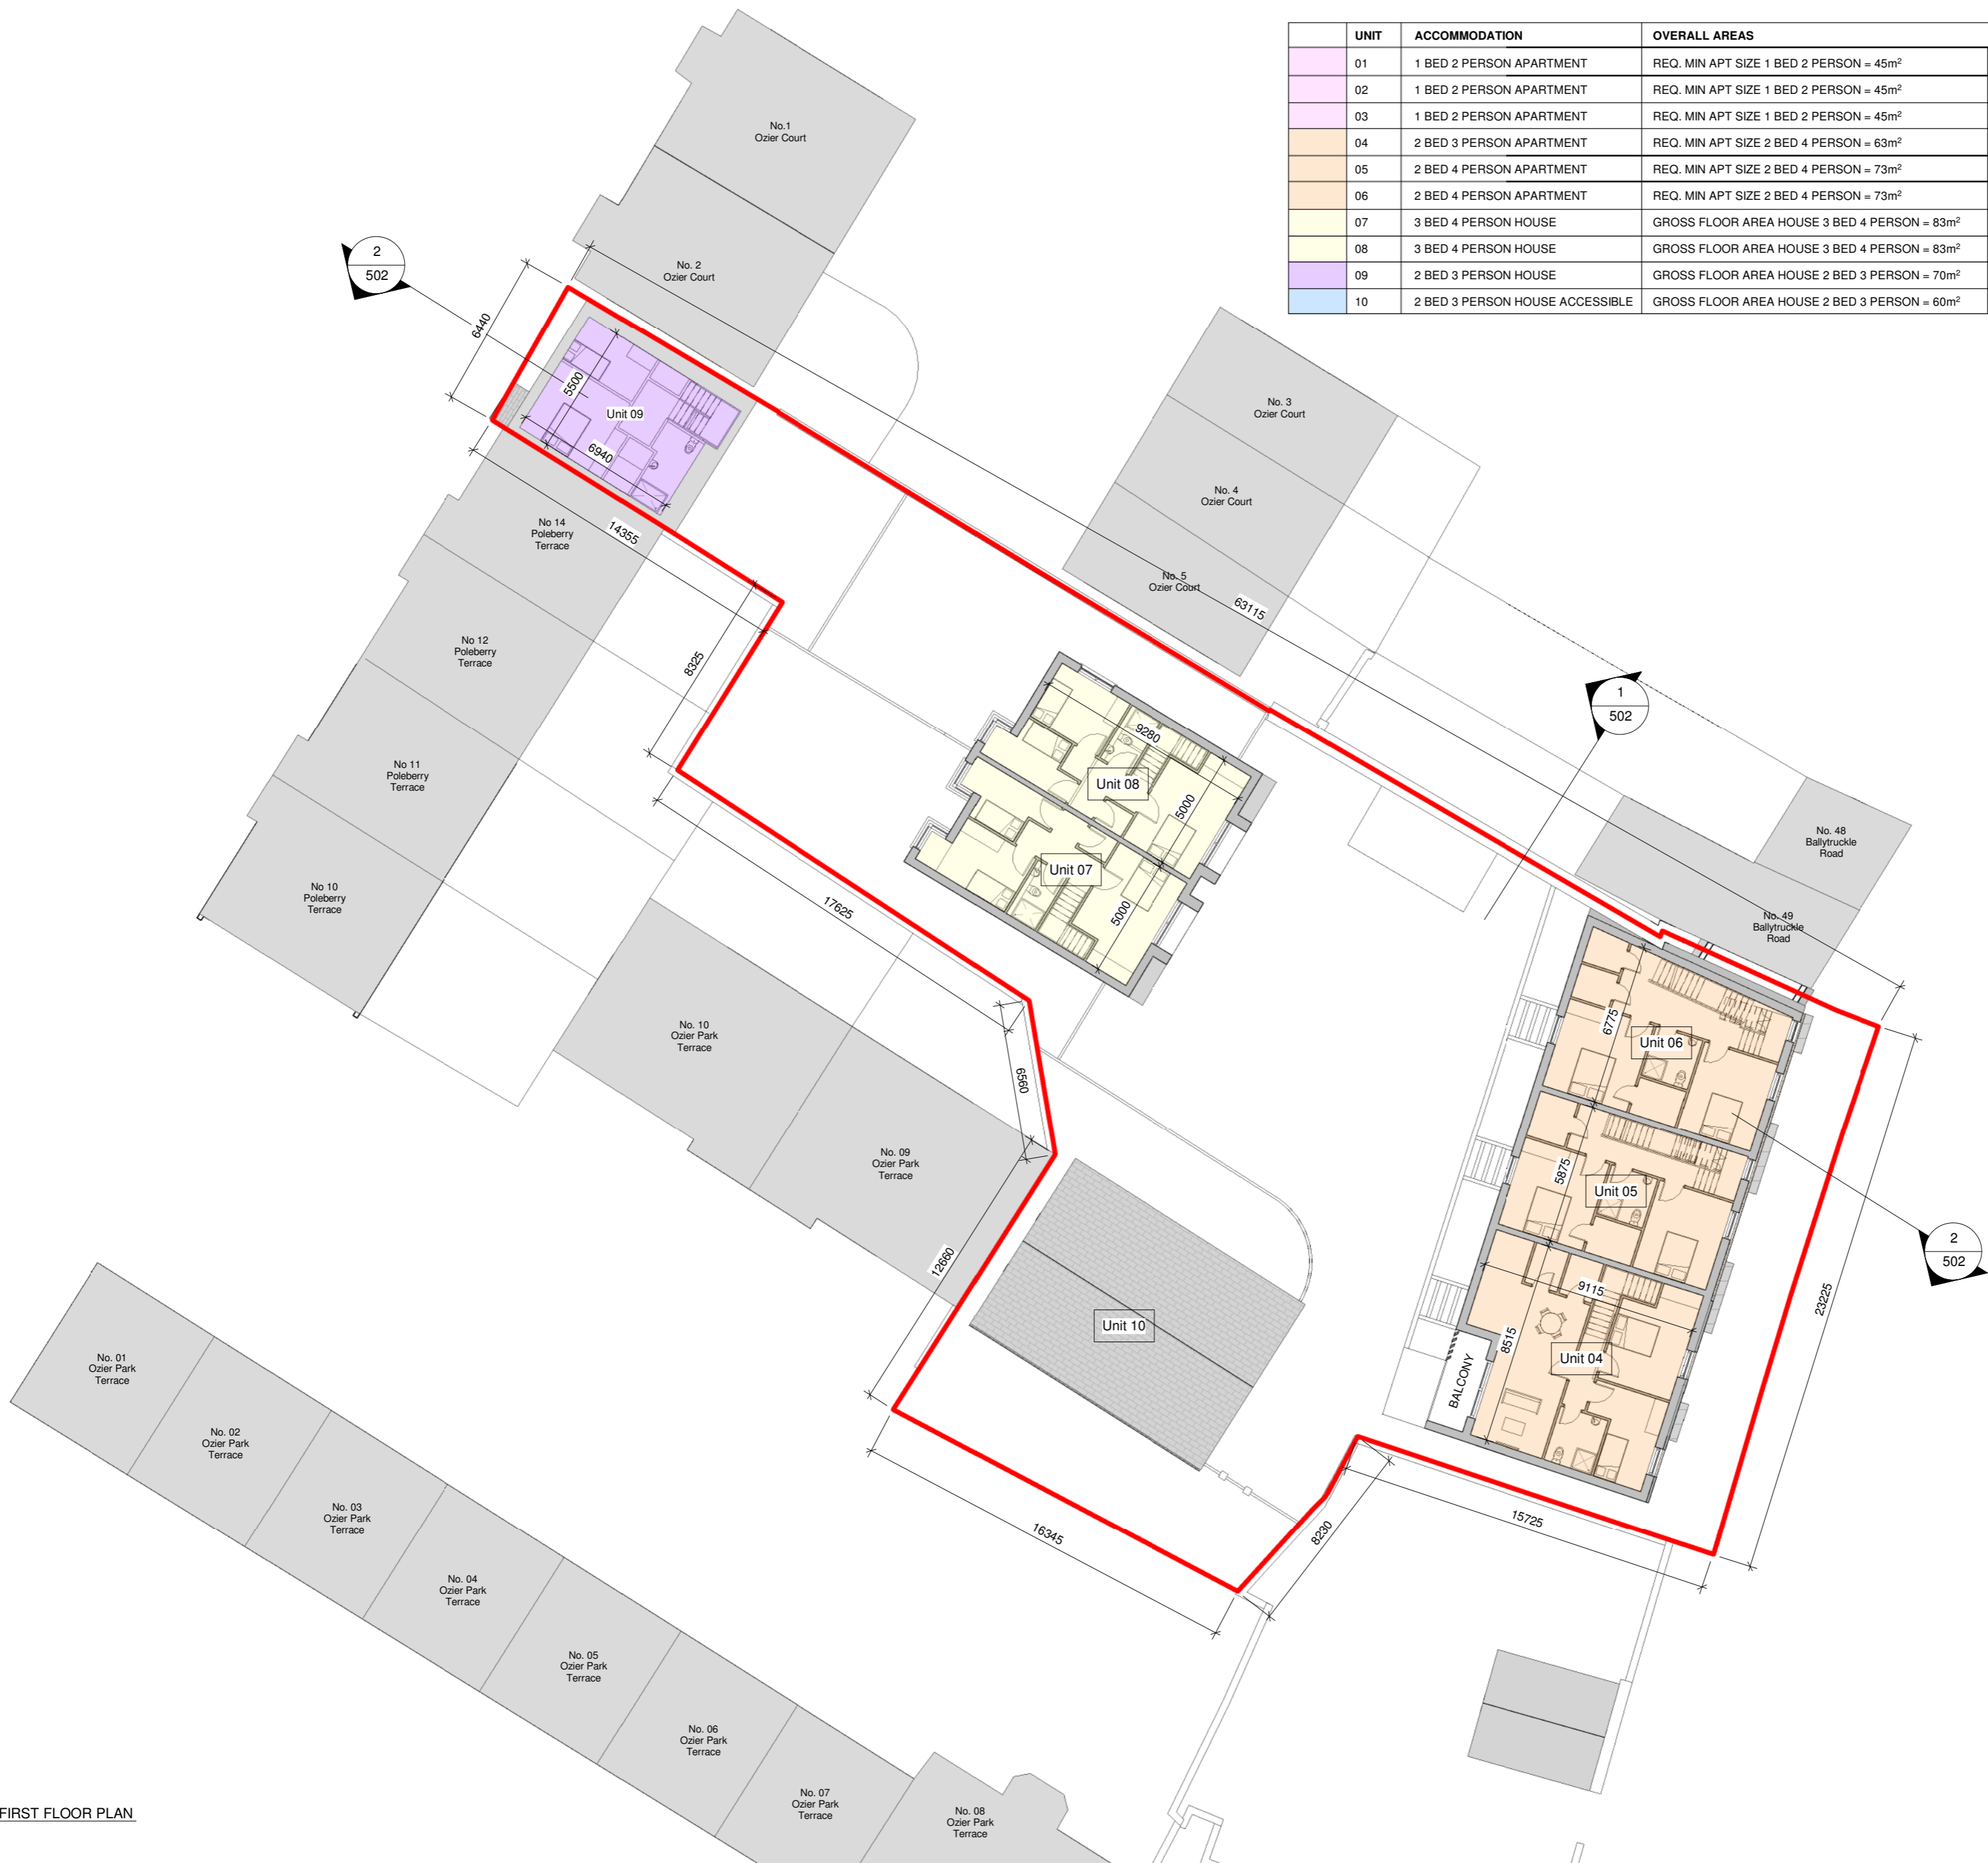 UNIT ACCOMMODATION OVERALL AREAS
01 1 BED 2 PERSON APARTMENT REQ. MIN APT SIZE 1 BED 2 PERSON = 45m²
02 1 BED 2 PERSON APARTMENT REQ. MIN APT SIZE 1 BED 2 PERSON = 45m²
03 1 BED 2 PERSON APARTMENT REQ. MIN APT SIZE 1 BED 2 PERSON = 45m²
04 2 BED 3 PERSON APARTMENT REQ. MIN APT SIZE 2 BED 4 PERSON = 63m²
05 2 BED 4 PERSON APARTMENT REQ. MIN APT SIZE 2 BED 4 PERSON = 73m²
06 2 BED 4 PERSON APARTMENT REQ. MIN APT SIZE 2 BED 4 PERSON = 73m²
07 3 BED 4 PERSON HOUSE GROSS FLOOR AREA HOUSE 3 BED 4 PERSON = 83m²
08 3 BED 4 PERSON HOUSE GROSS FLOOR AREA HOUSE 3 BED 4 PERSON = 83m²
09 2 BED 3 PERSON HOUSE GROSS FLOOR AREA HOUSE 2 BED 3 PERSON = 70m²
10 2 BED 3 PERSON HOUSE ACCESSIBLE GROSS FLOOR AREA HOUSE 2 BED 3 PERSON = 60m²
No.1
Ozier Court
No. 2
Ozier Court
2
502
6440
5500
Unit 09
6940
14355
No. 3
Ozier Court
No. 4
Ozier Court
No. 5
Ozier Court
63115
No 14
Poleberry
Terrace
No 12
Poleberry
Terrace
8325
No 11
Poleberry
Terrace
No 10
Poleberry
Terrace
1
502
9280
Unit 08
5000
Unit 07
5000
17625
No. 48
Ballytruckle
Road
No. 49
Ballytruckle
Road
No. 10
Ozier Park
Terrace
6560
No. 09
Ozier Park
Terrace
12660
6775
Unit 06
5875
Unit 05
2
502
9115
8515
Unit 04
BALCONY
23225
Unit 10
16345
8230
15725
No. 01
Ozier Park
Terrace
No. 02
Ozier Park
Terrace
No. 03
Ozier Park
Terrace
No. 04
Ozier Park
Terrace
No. 05
Ozier Park
Terrace
No. 06
Ozier Park
Terrace
No. 07
Ozier Park
Terrace
No. 08
Ozier Park
Terrace
FIRST FLOOR PLAN